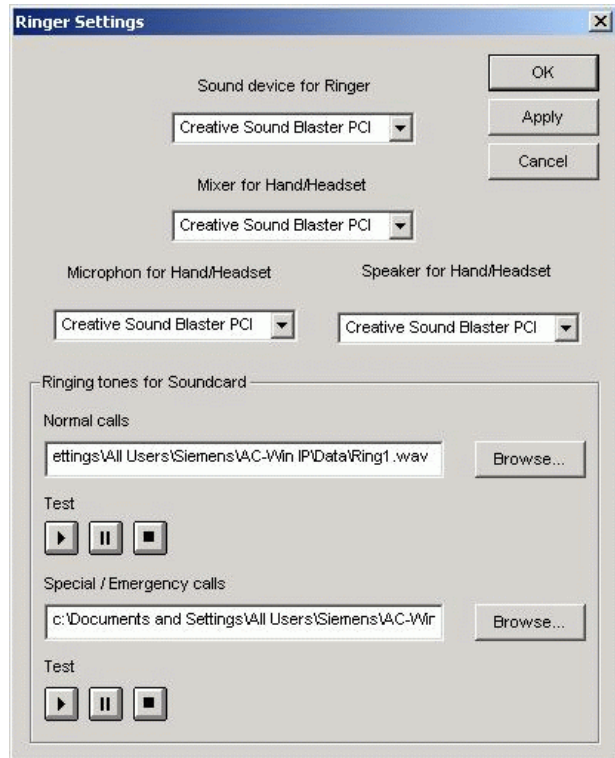 Ringer Settings
OK
Sound device for Ringer
Creative Sound Blaster PCI
Apply
Cancel
Mixer for Hand/Headset
Creative Sound Blaster PCI
Microphon for Hand/Headset
Speaker for Hand/Headset
Creative Sound Blaster PCI
Creative Sound Blaster PCI
Ringing tones for Soundcard
Normal calls
ettings\All Users\Siemens\AC-Win IP\Data\Ring1.wav
Browse...
Test
Special / Emergency calls
c:\Documents and Settings\All Users\Siemens\AC-Wir
Browse...
Test